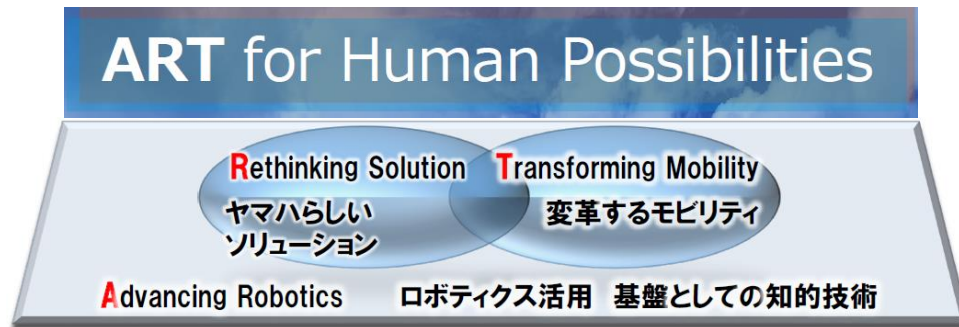 ART for Human Possibilities
Rethinking Solution
ヤマハらしい
ソリューション
Transforming Mobility
変革するモビリティ
Advancing Robotics ロボティクス活用 基盤としての知的技術